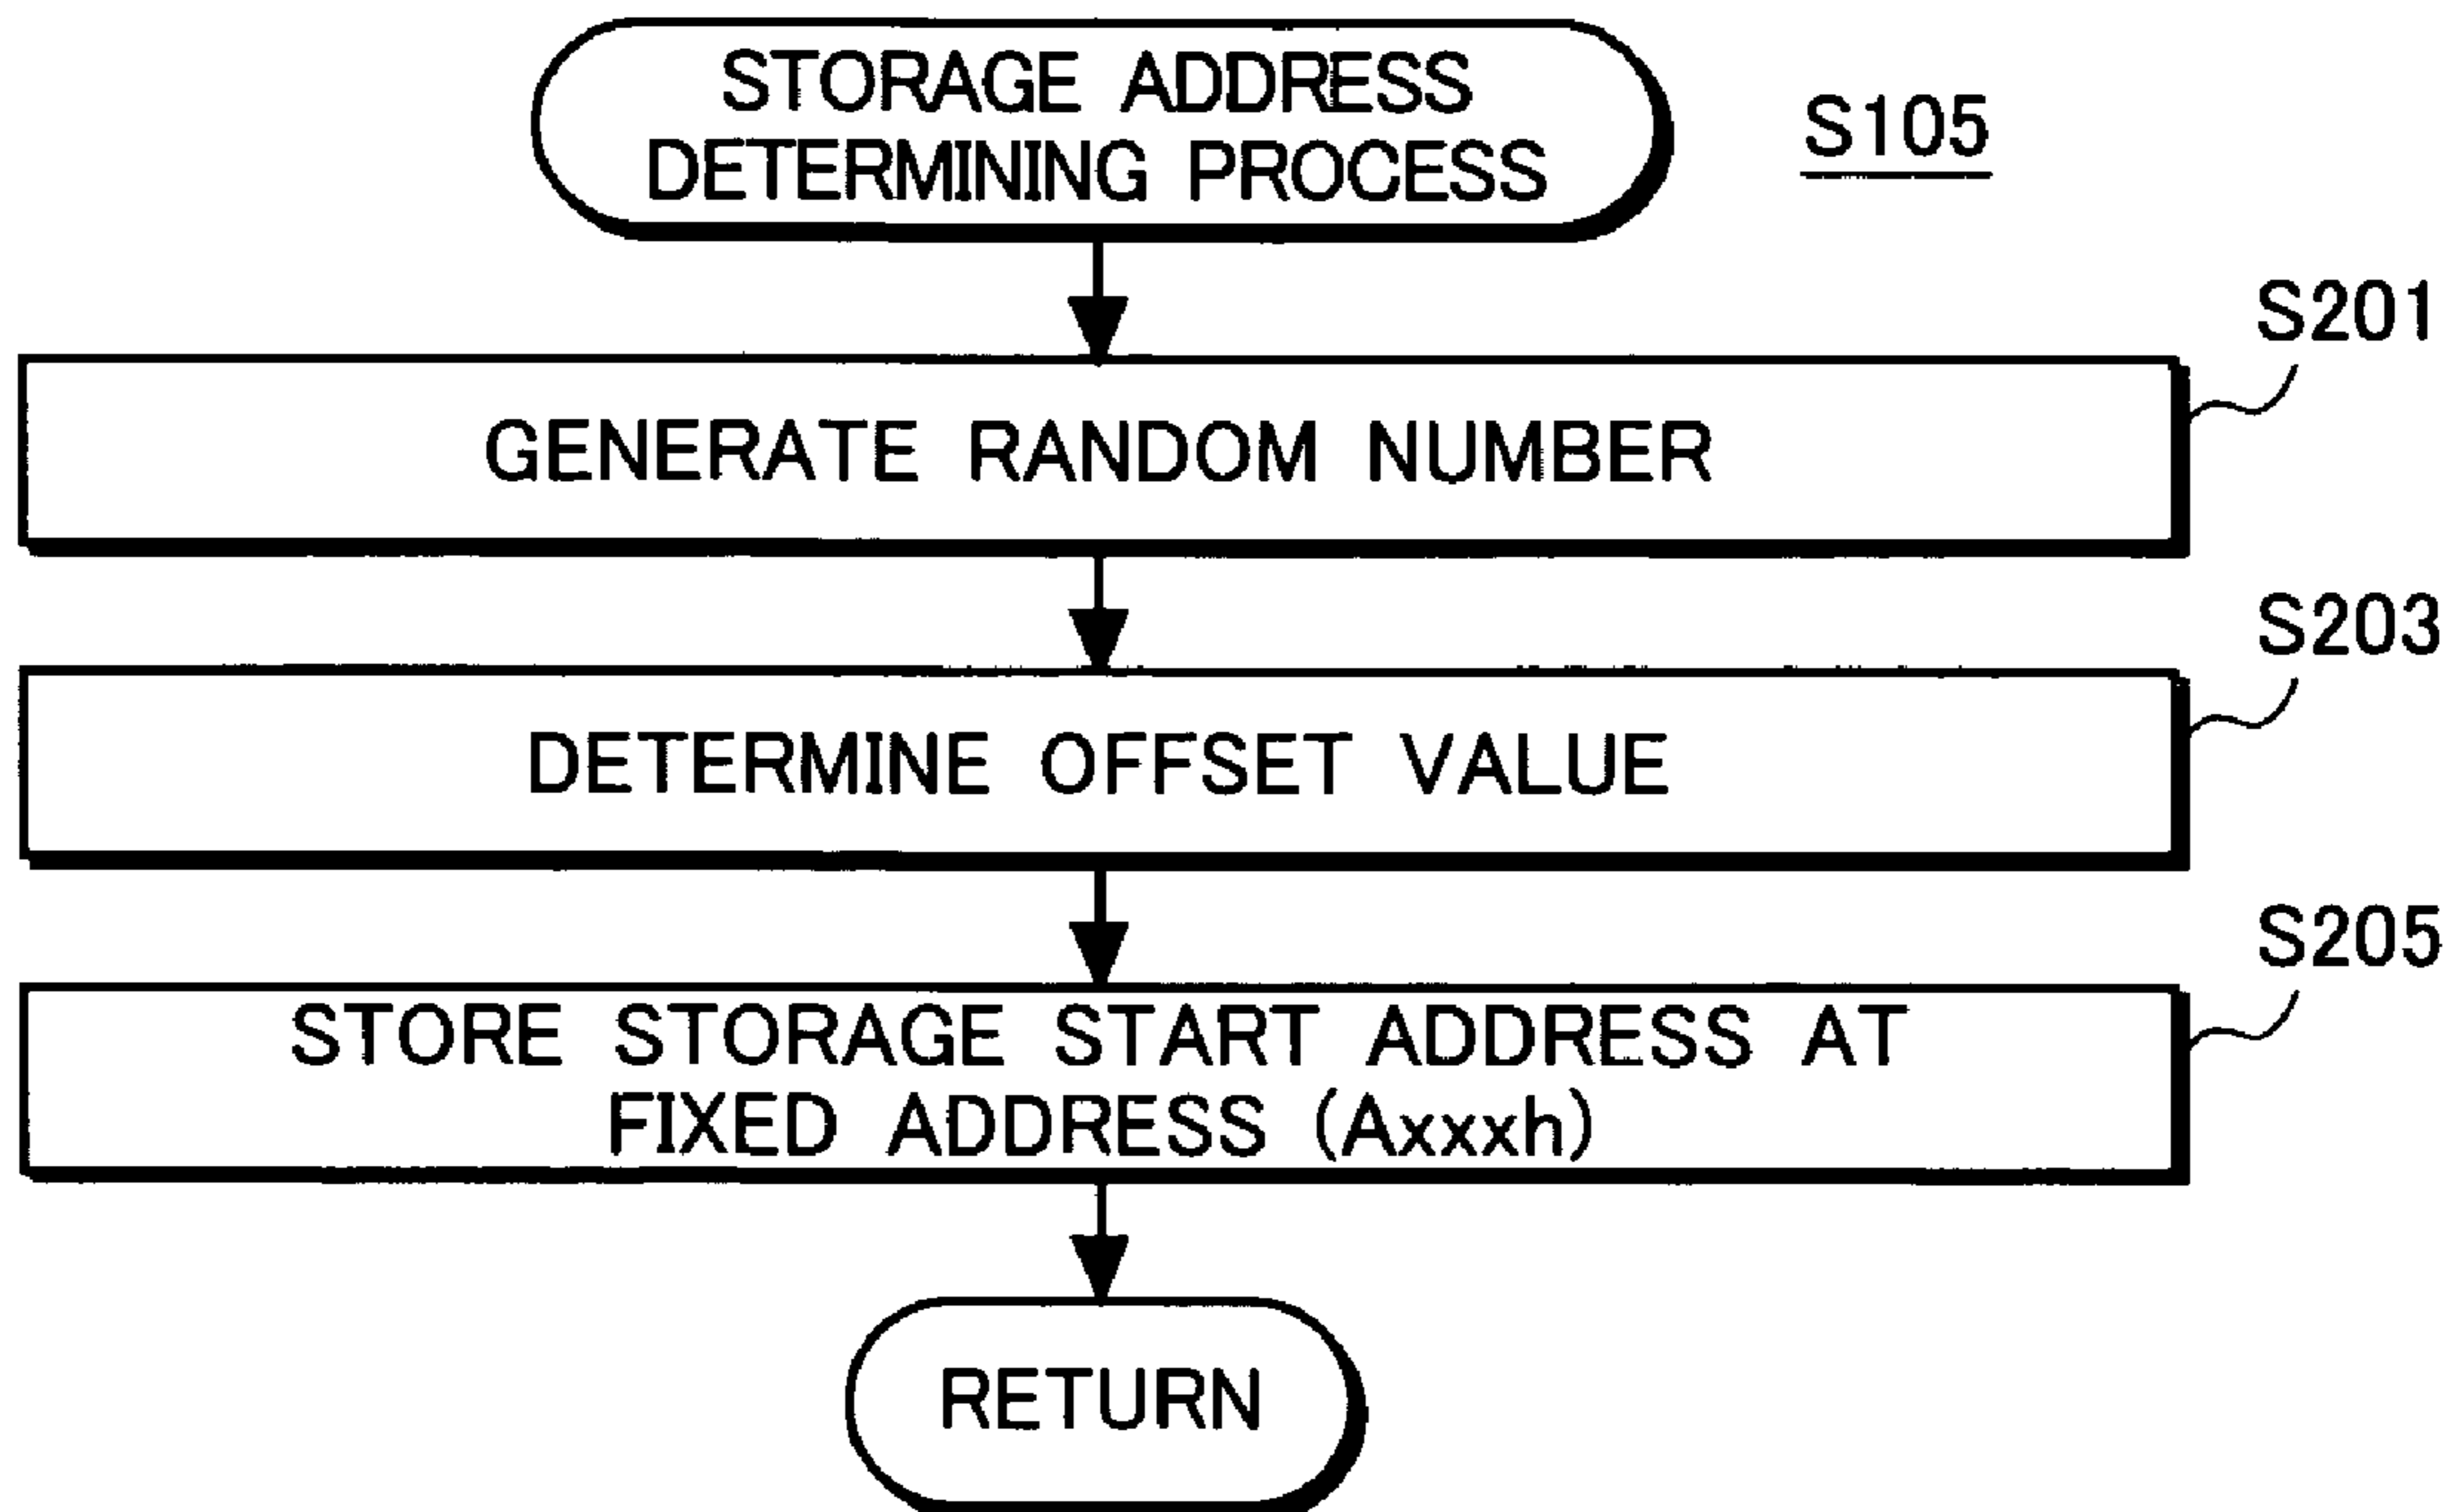 STORAGE ADDRESS
DETERMINING PROCESS
S105
S201
GENERATE RANDOM NUMBER
S203
DETERMINE OFFSET VALUE
S205
STORE STORAGE START ADDRESS AT
FIXED ADDRESS (Axxxh)
RETURN